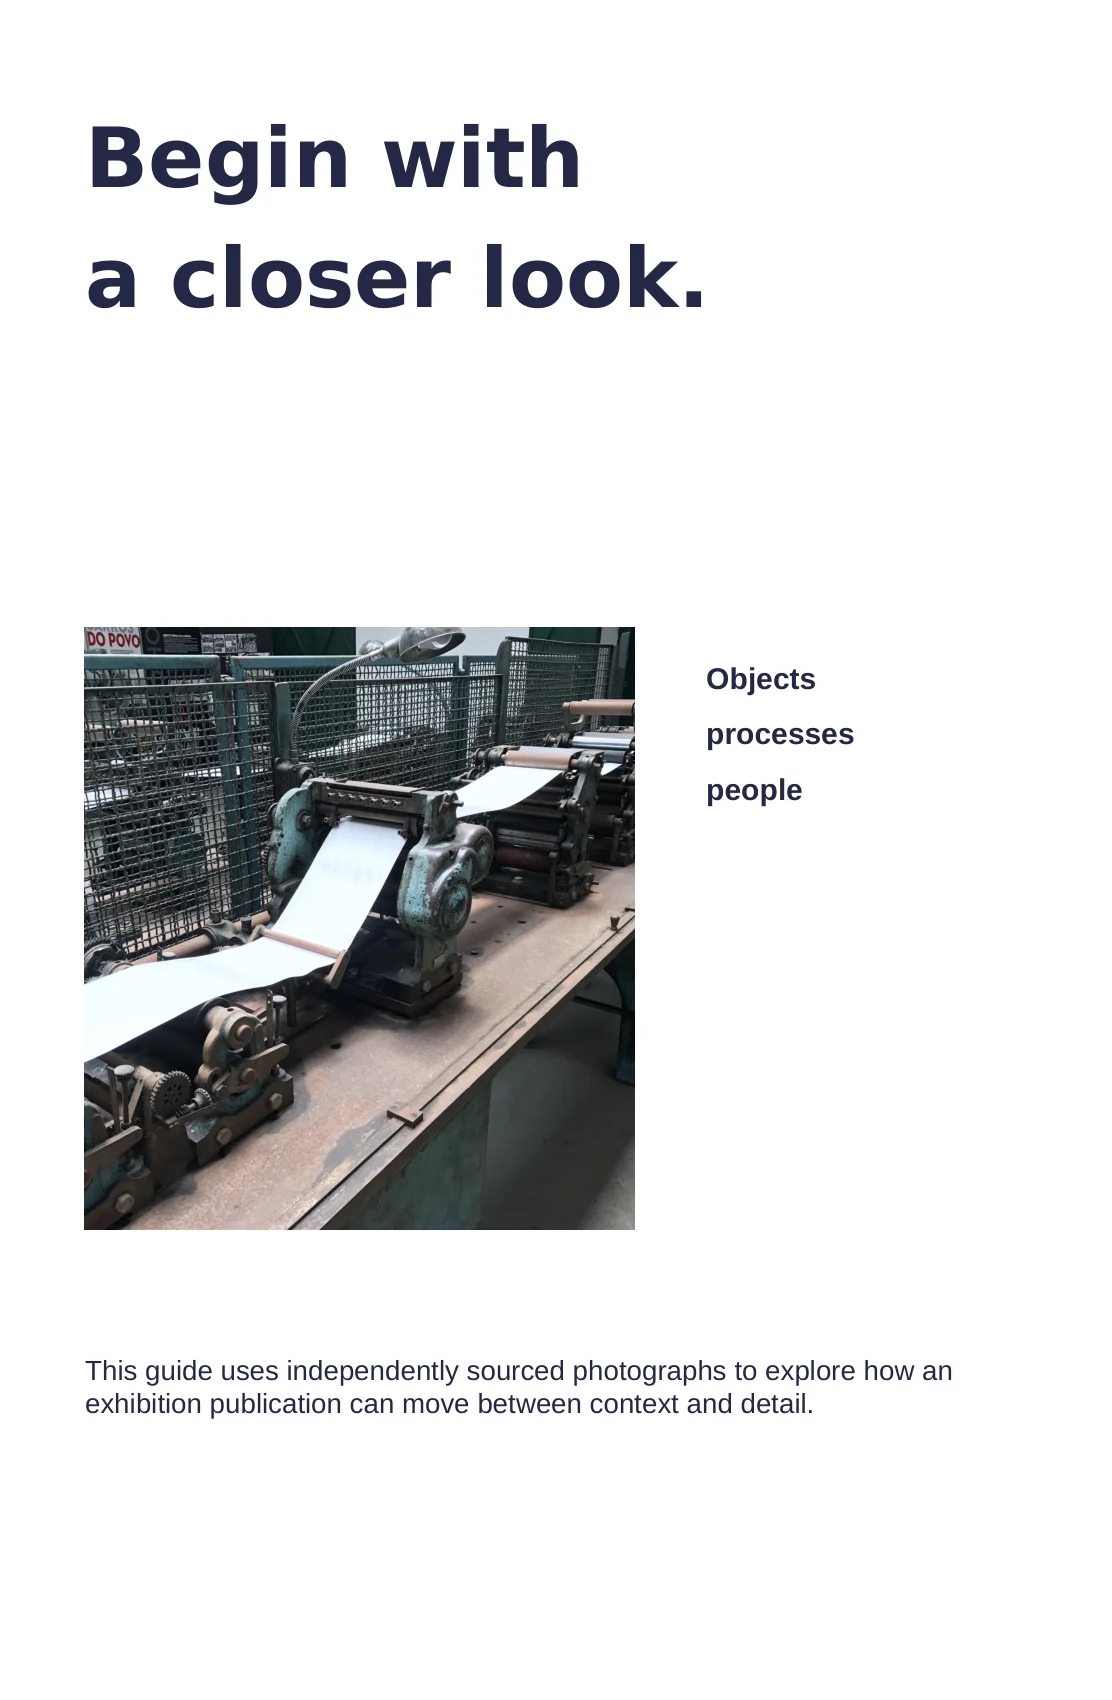 Begin with
a closer look.
DO POVO
Objects
processes
people
This guide uses independently sourced photographs to explore how an
exhibition publication can move between context and detail.